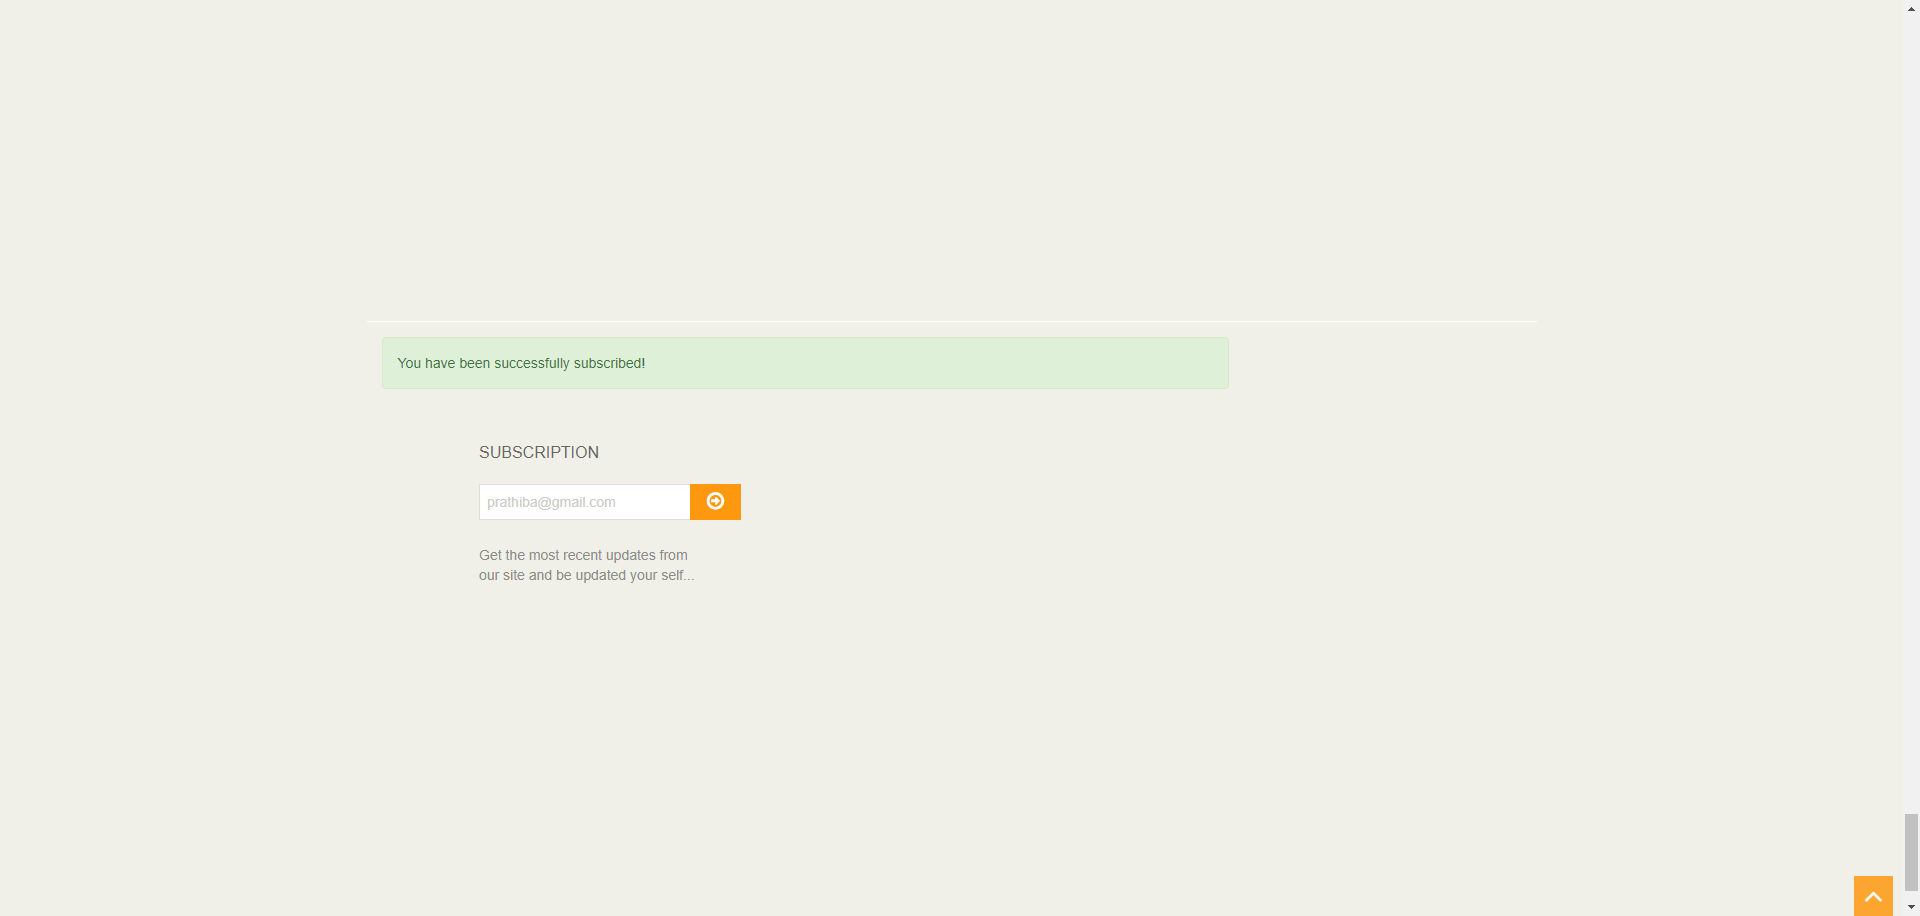 You have been successfully subscribed!
SUBSCRIPTION
prathiba@gmail.com
Get the most recent updates from
our site and be updated your self...